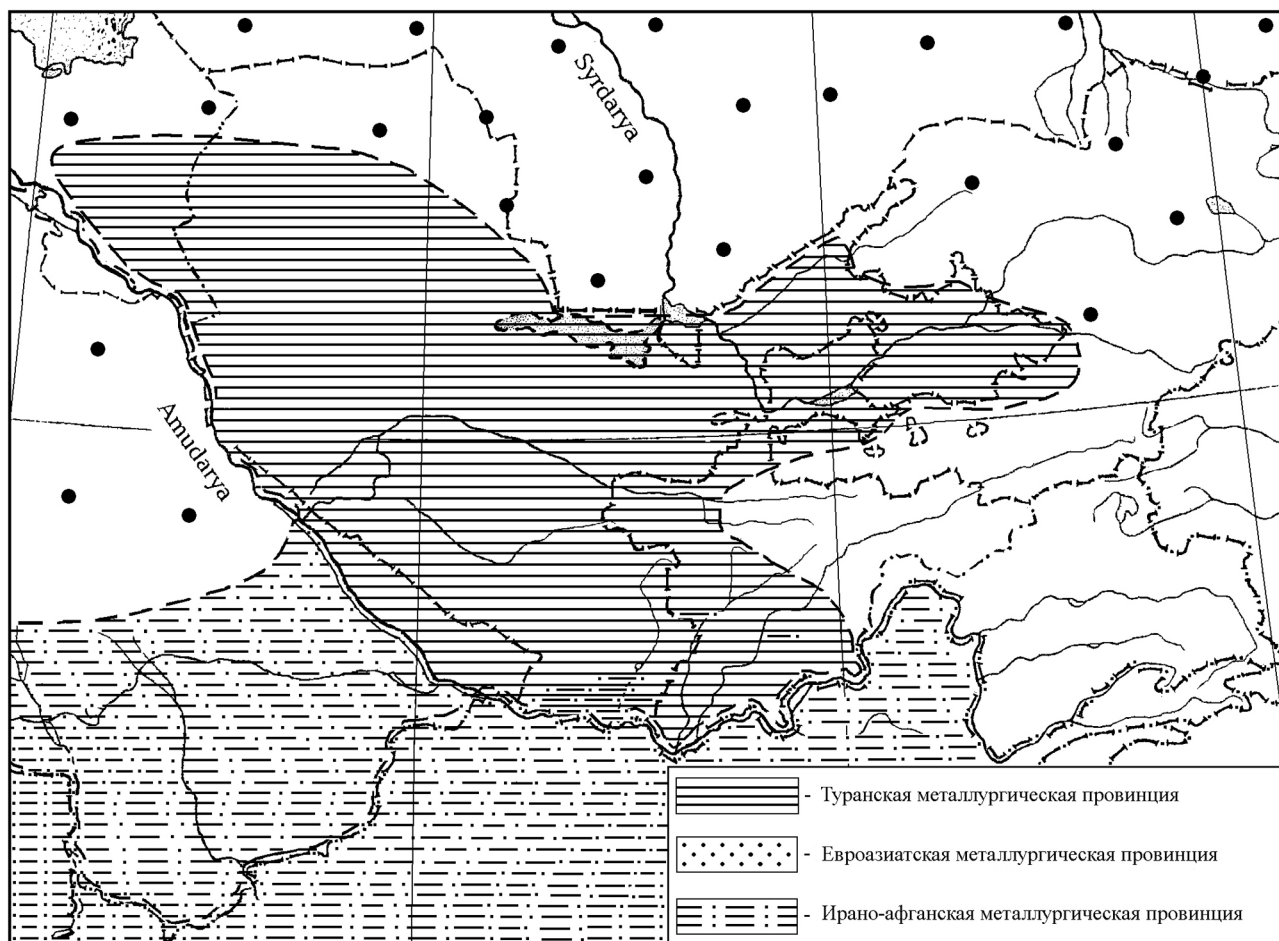 Syrdarya
Amudarya
- Туранская металлургическая провинция
- Евроазиатская металлургическая провинция
- Ирано-афганская металлургическая провинция